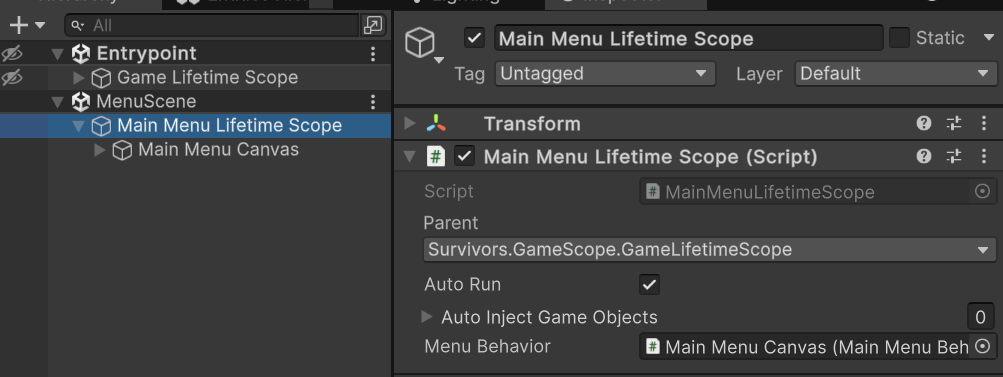 All
Entrypoint
Game Lifetime Scope
MenuScene
Main Menu Lifetime Scope
Main Menu Canvas
Main Menu Lifetime Scope
Static
Tag
Untagged
Layer
Default
Transform
Main Menu Lifetime Scope (Script)
Script
MainMenuLifetimeScope
Parent
Survivors.GameScope.GameLifetimeScope
Auto Run
Auto Inject Game Objects
0
Menu Behavior
Main Menu Canvas (Main Menu Beh